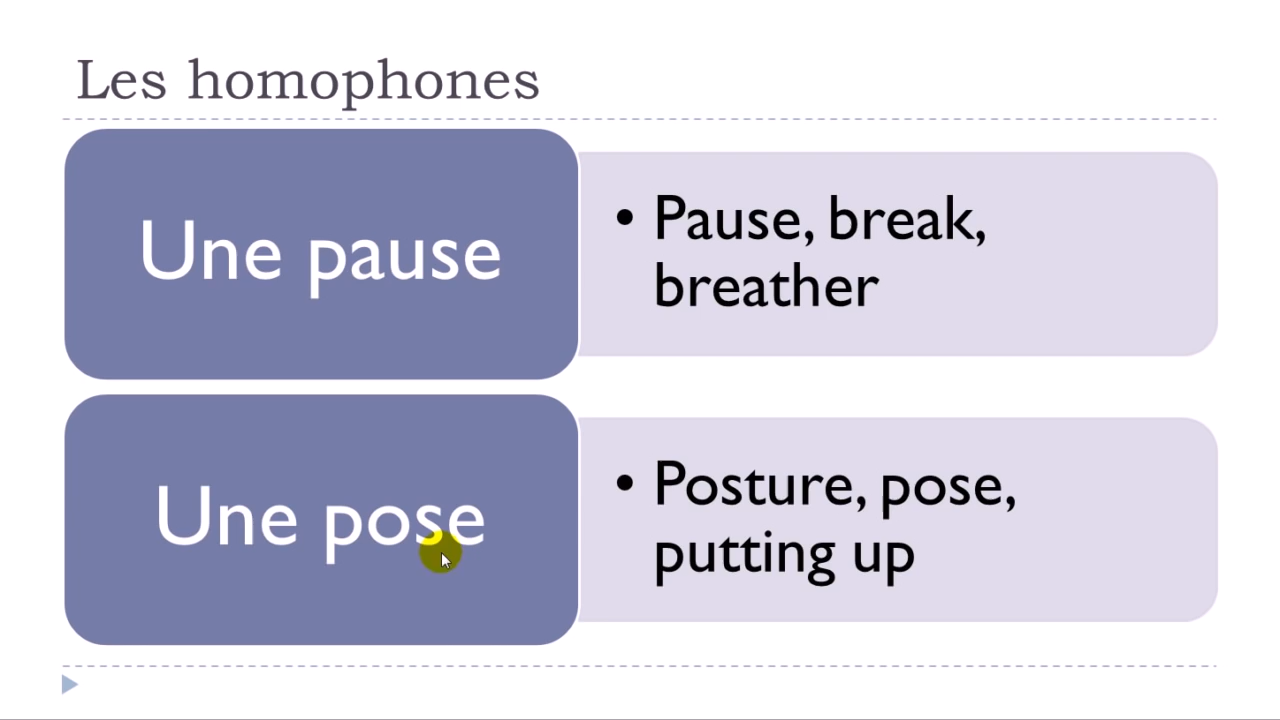 Les homophones
Une pause
• Pause, break,
breather
Une pose
• Posture, pose,
putting up